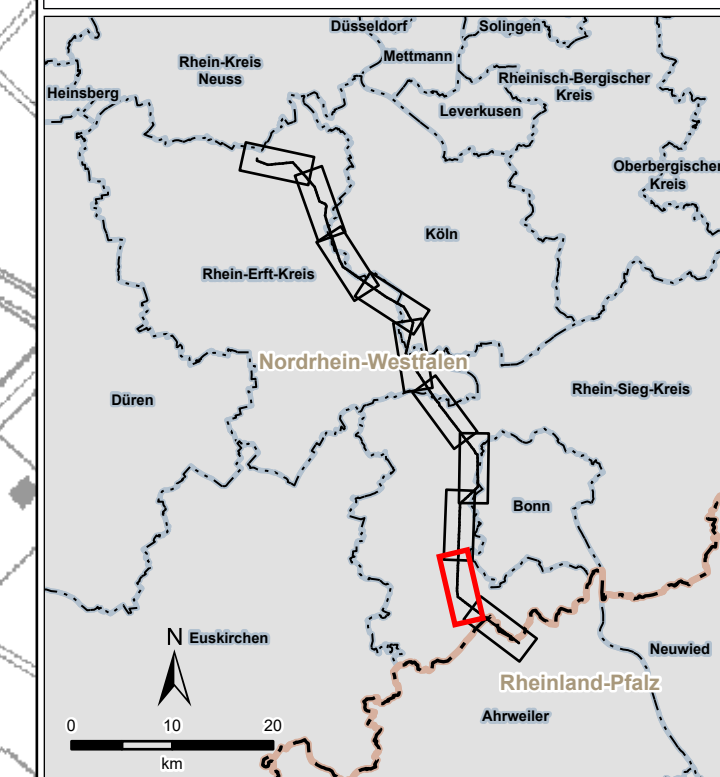 Düsseldorf
Solingen
Mettmann
Rhein-Kreis
Neuss
Rheinisch-Bergischer
Kreis
Heinsberg
Leverkusen
Oberbergischer
Kreis
Köln
Rhein-Erft-Kreis
Nordrhein-Westfalen
Düren
Rhein-Sieg-Kreis
Bonn
N
Euskirchen
Neuwied
Rheinland-Pfalz
Ahrweiler
0 10 20
km